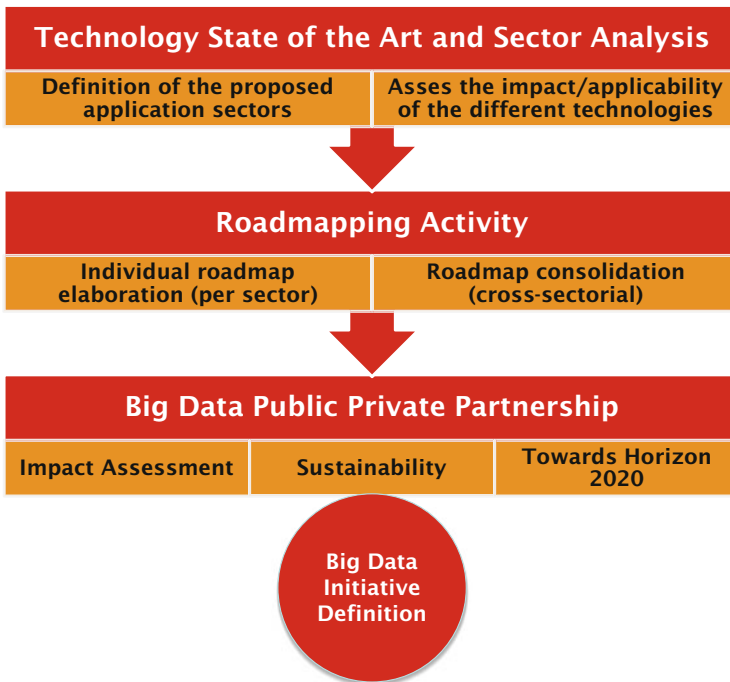 Technology State of the Art and Sector Analysis
Definition of the proposed
application sectors
Asses the impact/applicability
of the different technologies
Roadmapping Activity
Individual roadmap
elaboration (per sector)
Roadmap consolidation
(cross-sectorial)
Big Data Public Private Partnership
Impact Assessment
Sustainability
Towards Horizon
2020
Big Data
Initiative
Definition